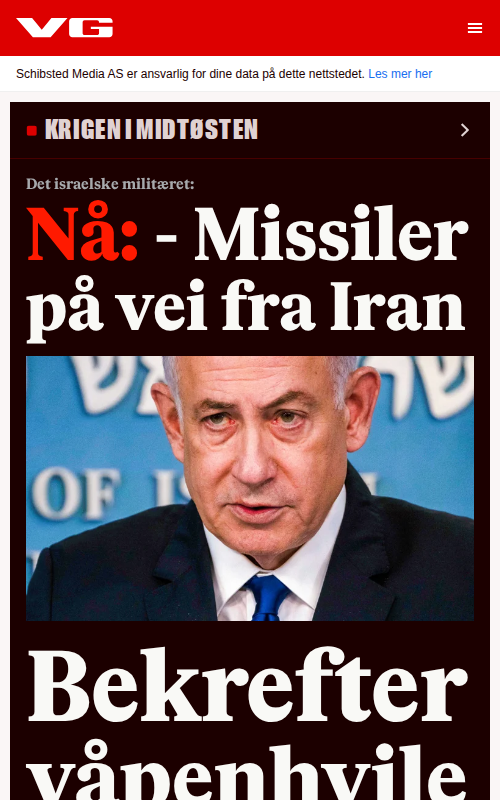 VG
Schibsted Media AS er ansvarlig for dine data på dette nettstedet. Les mer her
KRIGEN I MIDTØSTEN
Det israelske militæret:
Nå: - Missiler
på vei fra Iran
OF IS
Bekrefter
våpenhvile